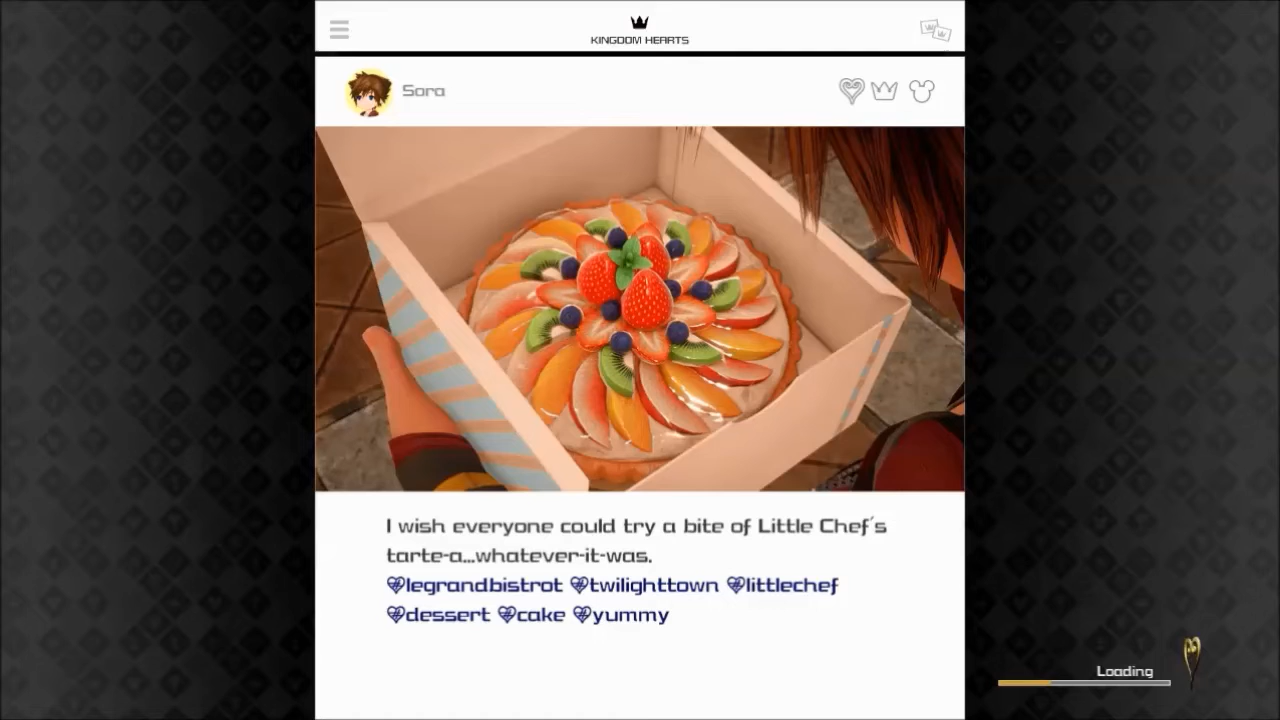 KINGDOM HEARTS
Sora
I wish everyone could try a bite of Little Chef's
tarte-a...whatever-it-was.
legrandbistrot twilighttown littlechef
dessert cake yummy
Loading